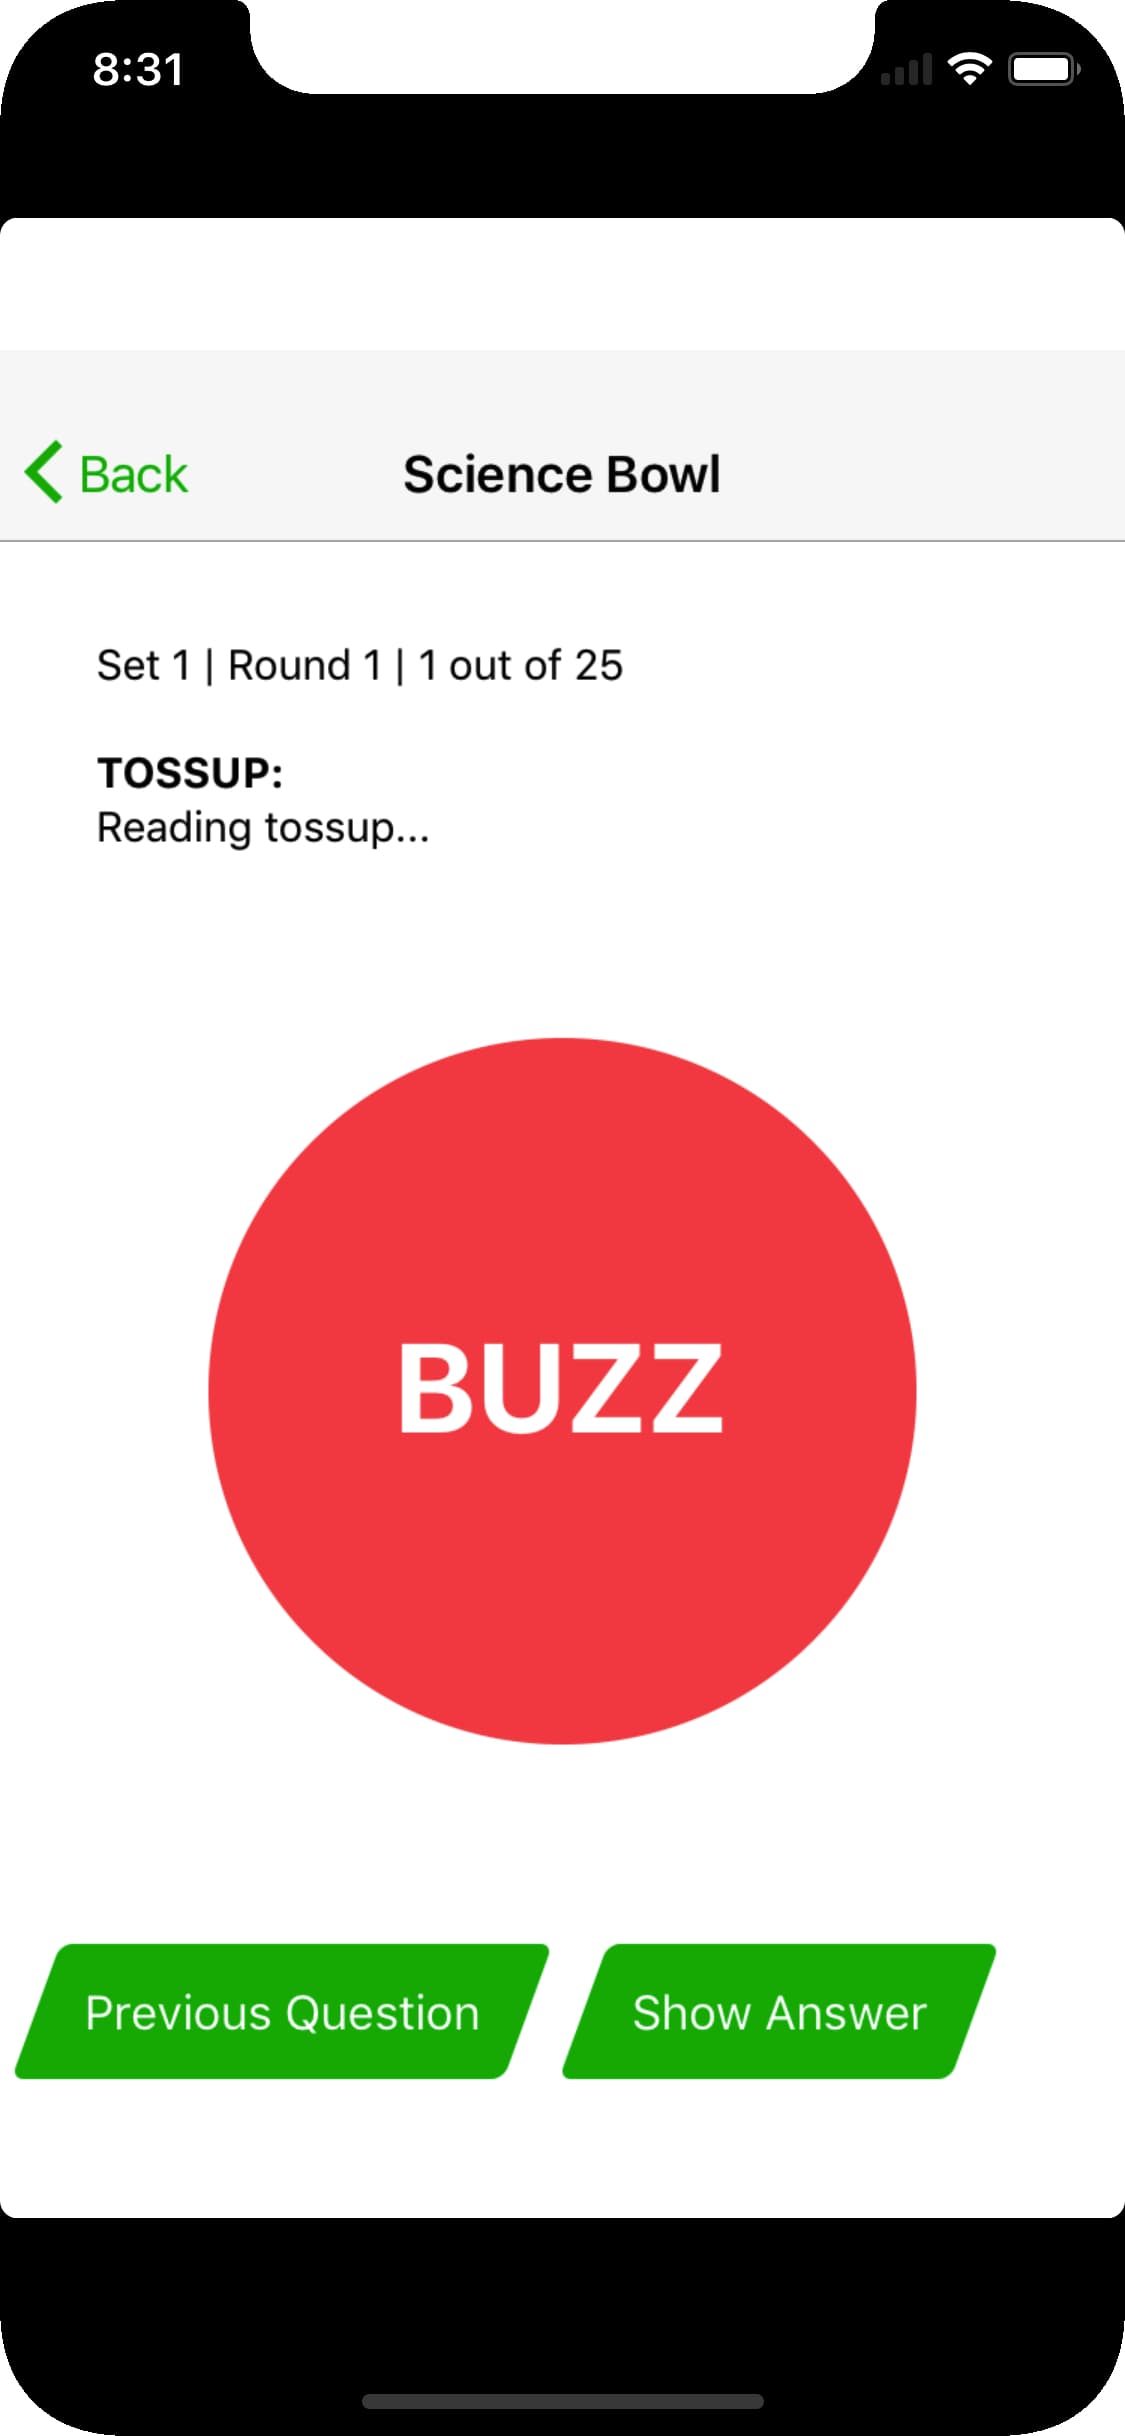 8:31
Back
Science Bowl
Set 1 | Round 1 | 1 out of 25
TOSSUP:
Reading tossup...
BUZZ
Previous Question
Show Answer